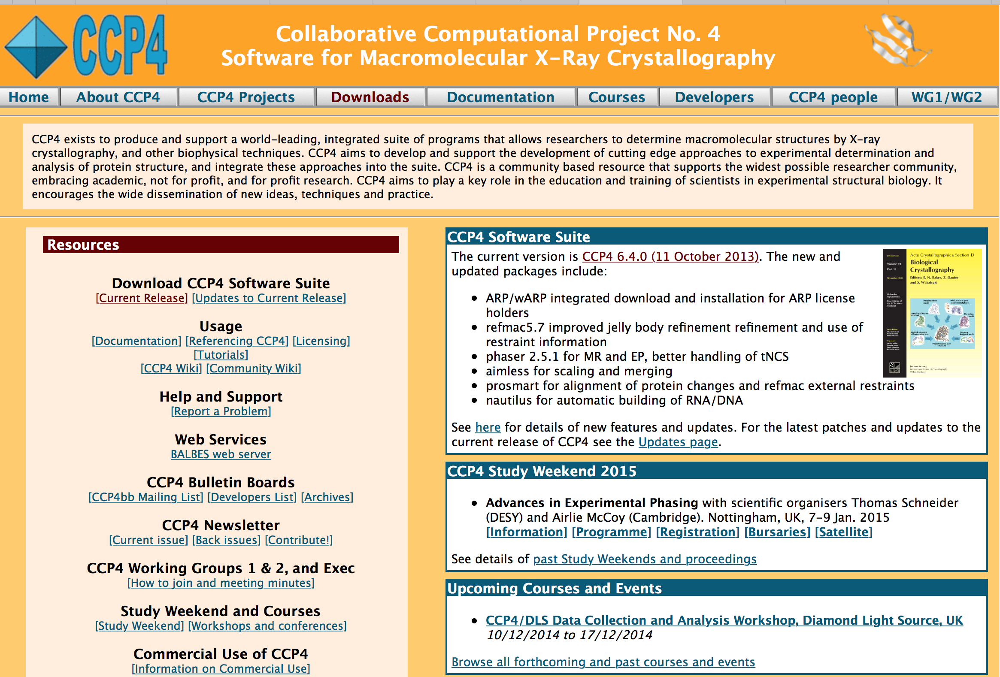 CCP4
Collaborative Computational Project No. 4
Software for Macromolecular X-Ray Crystallography
Home
About CCP4
CCP4 Projects
Downloads
Documentation
Courses
Developers
CCP4 people
WG1/WG2
CCP4 exists to produce and support a world-leading, integrated suite of programs that allows researchers to determine macromolecular structures by X-ray
crystallography, and other biophysical techniques. CCP4 aims to develop and support the development of cutting edge approaches to experimental determination and
analysis of protein structure, and integrate these approaches into the suite. CCP4 is a community based resource that supports the widest possible researcher community,
embracing academic, not for profit, and for profit research. CCP4 aims to play a key role in the education and training of scientists in experimental structural biology. It
encourages the wide dissemination of new ideas, techniques and practice.
Resources
Download CCP4 Software Suite
[Current Release] [Updates to Current Release]
Usage
[Documentation] [Referencing CCP4] [Licensing]
[Tutorials]
[CCP4 Wiki] [Community Wiki]
Help and Support
[Report a Problem]
Web Services
BALBES web server
CCP4 Bulletin Boards
[CCP4bb Mailing List] [Developers List] [Archives]
CCP4 Newsletter
[Current issue] [Back issues] [Contribute!]
CCP4 Working Groups 1 & 2, and Exec
[How to join and meeting minutes]
Study Weekend and Courses
[Study Weekend] [Workshops and conferences]
Commercial Use of CCP4
[Information on Commercial Use]
CCP4 Software Suite
The current version is CCP4 6.4.0 (11 October 2013). The new and
updated packages include:
• ARP/wARP integrated download and installation for ARP license
holders
• refmac5.7 improved jelly body refinement refinement and use of
restraint information
• phaser 2.5.1 for MR and EP, better handling of tNCS
• aimless for scaling and merging
• prosmart for alignment of protein changes and refmac external restraints
• nautilus for automatic building of RNA/DNA
See here for details of new features and updates. For the latest patches and updates to the
current release of CCP4 see the Updates page.
Volume 69
Part 11
November 2013
Acta Crystallographica Section D
Biological
Crystallography
Editors: E. N. Baker, Z. Dauter
and S. Wakatsuki
IUCr
CCP4 Study Weekend 2015
• Advances in Experimental Phasing with scientific organisers Thomas Schneider
(DESY) and Airlie McCoy (Cambridge). Nottingham, UK, 7-9 Jan. 2015
[Information] [Programme] [Registration] [Bursaries] [Satellite]
See details of past Study Weekends and proceedings
Upcoming Courses and Events
• CCP4/DLS Data Collection and Analysis Workshop, Diamond Light Source, UK
10/12/2014 to 17/12/2014
Browse all forthcoming and past courses and events